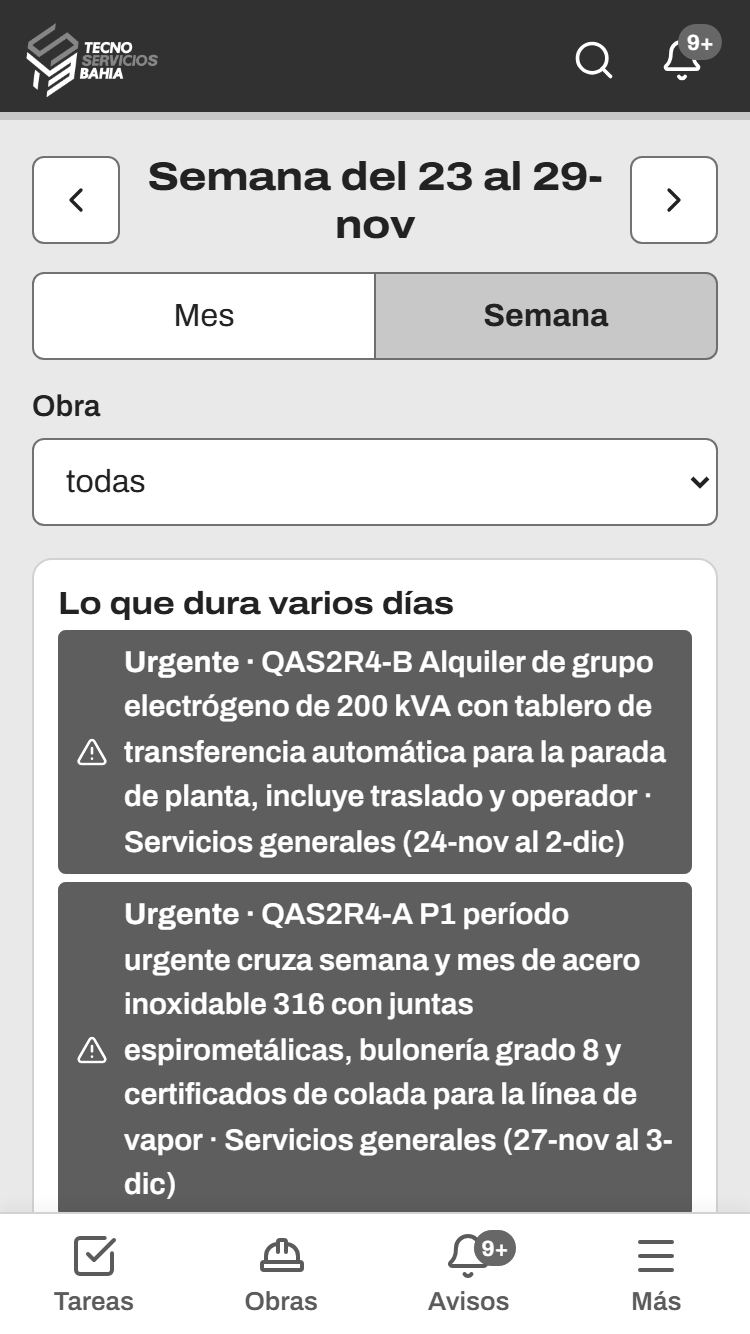 TECNO
SERVICIOS
BAHIA
9+
Semana del 23 al 29-
nov
Mes
Semana
Obra
todas
Lo que dura varios días
Urgente · QAS2R4-B Alquiler de grupo
electrógeno de 200 kVA con tablero de
transferencia automática para la parada
de planta, incluye traslado y operador ·
Servicios generales (24-nov al 2-dic)
Urgente · QAS2R4-A P1 período
urgente cruza semana y mes de acero
inoxidable 316 con juntas
espirometálicas, bulonería grado 8 y
certificados de colada para la línea de
vapor · Servicios generales (27-nov al 3-
dic)
9+
Tareas
Obras
Avisos
Más